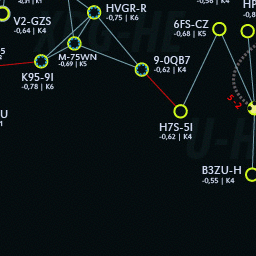 HVGR-R
-0,75 | K6
V2-GZS
-0,64 | K4
6FS-CZ
-0,68 | K5
HP
M-75WN
-0,69 | K5
9-0QB7
-0,62 | K4
K95-9I
-0,78 | K6
H7S-5I
-0,62 | K4
B3ZU-H
-0,55 | K4